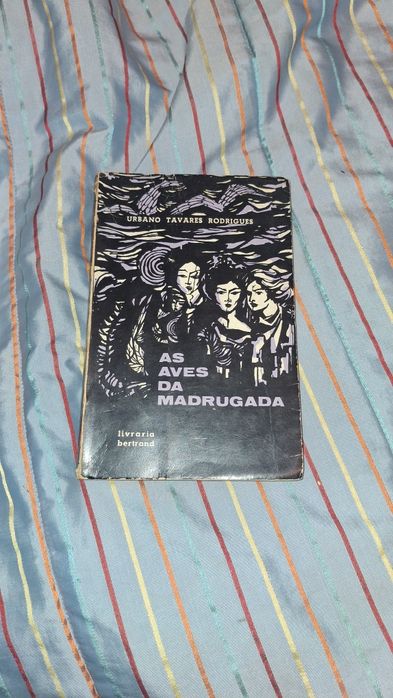 URBANO TAVARES RODRIGUES
AS
AVES
DA
MADRUGADA
livraria
bertrand